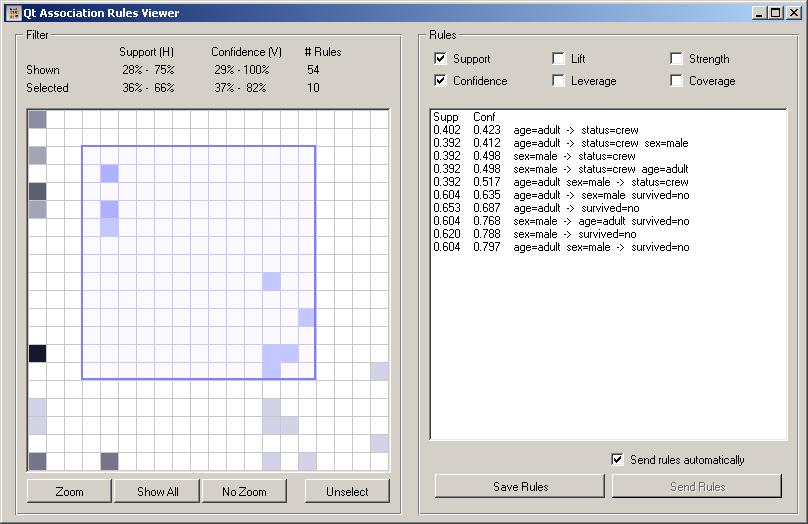 Qt Association Rules Viewer
Filter
Support (H) Confidence (V) # Rules
Shown 28% - 75% 29% - 100% 54
Selected 36% - 66% 37% - 82% 10
Zoom Show All No Zoom Unselect
Rules
Support Lift Strength
Confidence Leverage Coverage
Supp Conf
0.402 0.423 age=adult -> status=crew
0.392 0.412 age=adult -> status=crew sex=male
0.392 0.498 sex=male -> status=crew
0.392 0.498 sex=male -> status=crew age=adult
0.392 0.517 age=adult sex=male -> status=crew
0.604 0.635 age=adult -> sex=male survived=no
0.653 0.687 age=adult -> survived=no
0.604 0.768 sex=male -> age=adult survived=no
0.620 0.788 sex=male -> survived=no
0.604 0.797 age=adult sex=male -> survived=no
Send rules automatically
Save Rules Send Rules